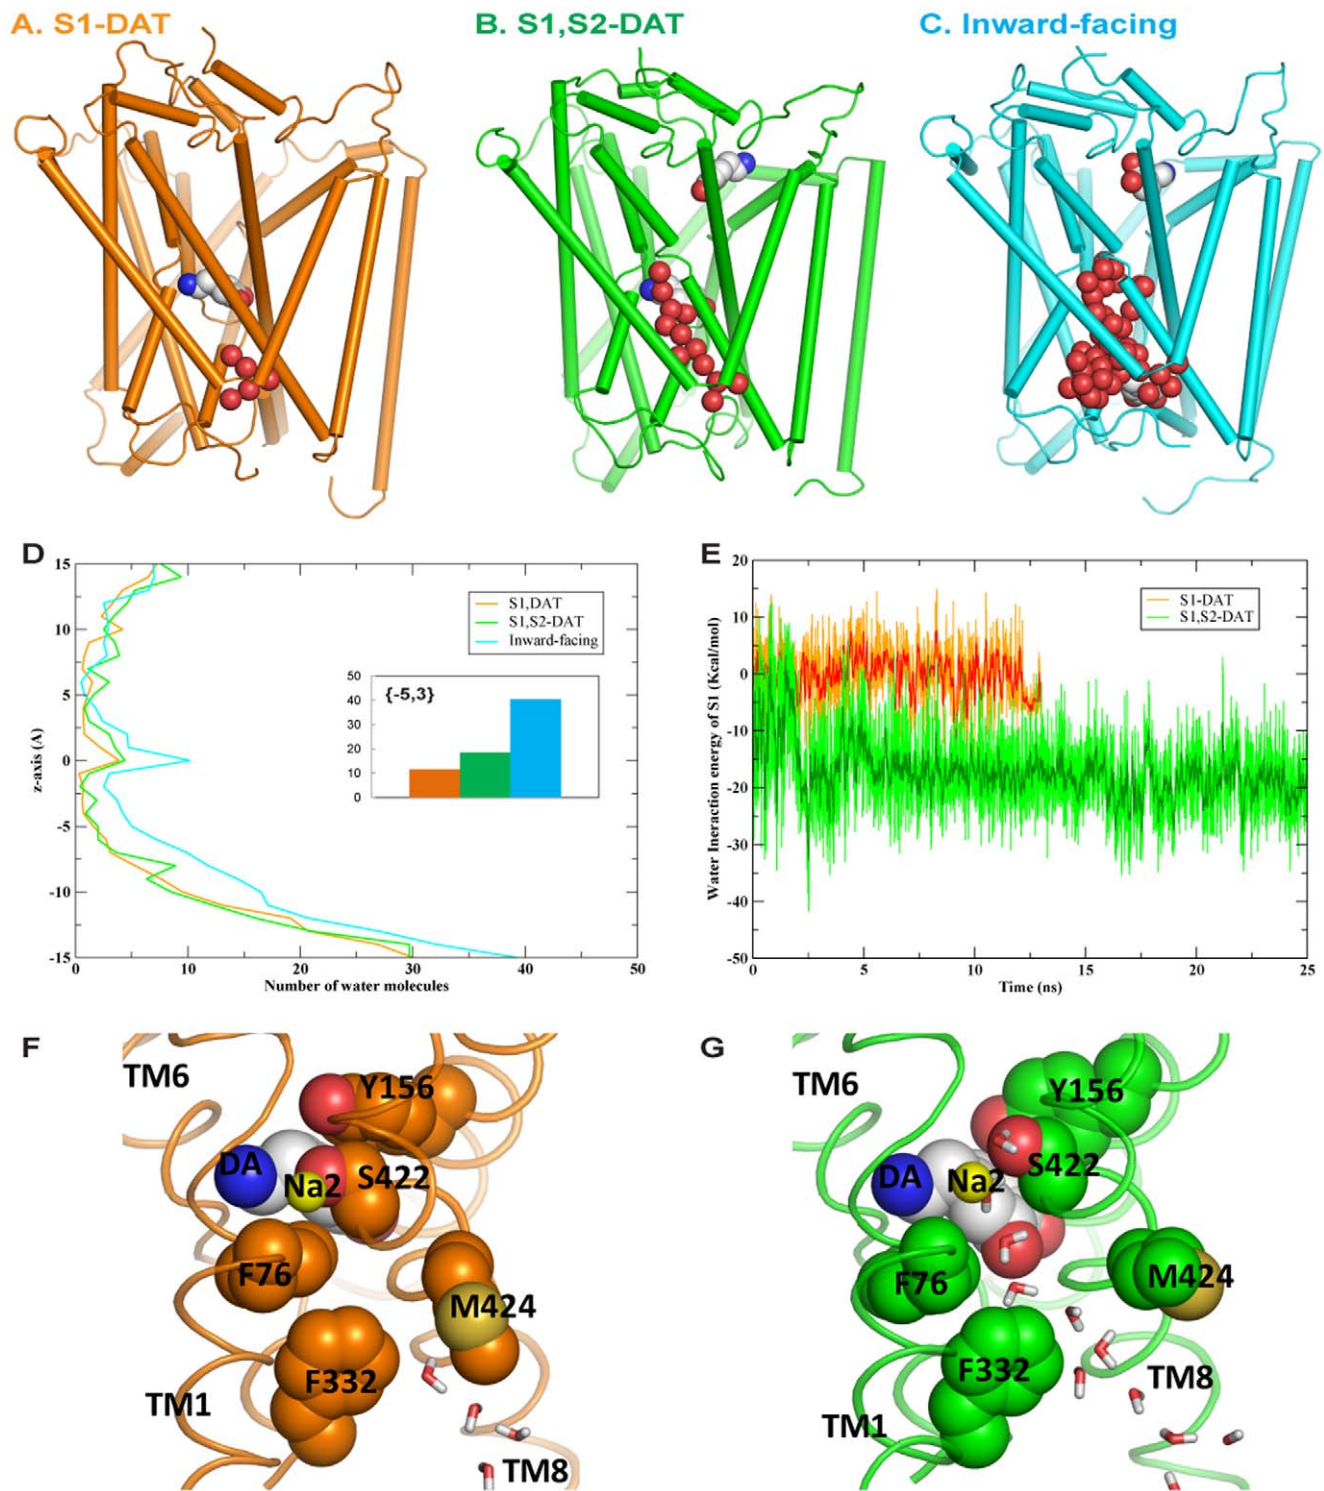 A. S1-DAT
B. S1,S2-DAT
C. Inward-facing
D
15
10
5
0
-5
-10
-15
z-axis (A)
0 10 20 30 40 50
Number of water molecules
S1,DAT
S1,S2-DAT
Inward-facing
{-5,3}
50
40
30
20
10
0
E
20
10
0
-10
-20
-30
-40
-50
Water Ineraction energy of S1 (Kcal/mol)
0 5 10 15 20 25
Time (ns)
S1-DAT
S1,S2-DAT
F
TM6
Y156
DA
Na2
S422
F76
M424
F332
TM1
TM8
G
TM6
Y156
DA
Na2
S422
F76
M424
F332
TM8
TM1